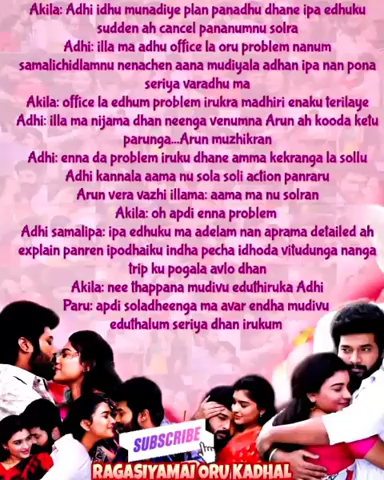 Akila: Adhi idhu munadiye plan panadhu dhane ipa edhuku
sudden ah cancel pananumnu solra
Adhi: illa ma adhu office la oru problem nanum
samalichidlamnu nenachen aana mudiyala adhan ipa nan pona
seriya varadhu ma
Akila: office la edhum problem irukra madhiri enaku terilaye
Adhi: illa ma nijama dhan neenga venumna Arun ah kooda ketu
parunga...Arun muzhikran
Adhi: enna da problem iruku dhane amma kekranga la sollu
Adhi kannala aama nu sola soli action panraru
Arun vera vazhi illama: aama ma nu solran
Akila: oh apdi enna problem
Adhi samalipa: ipa edhuku ma adelam nan aprama detailed ah
explain panren ipodhaiku indha pecha idhoda vitudunga nanga
trip ku pogala avlo dhan
Akila: nee thappana mudivu eduthiruka Adhi
Paru: apdi soladheenga ma avar endha mudivu
eduthalum seriya dhan irukum
SUBSCRIBE
RAGASIYAMAI ORU KADHAL